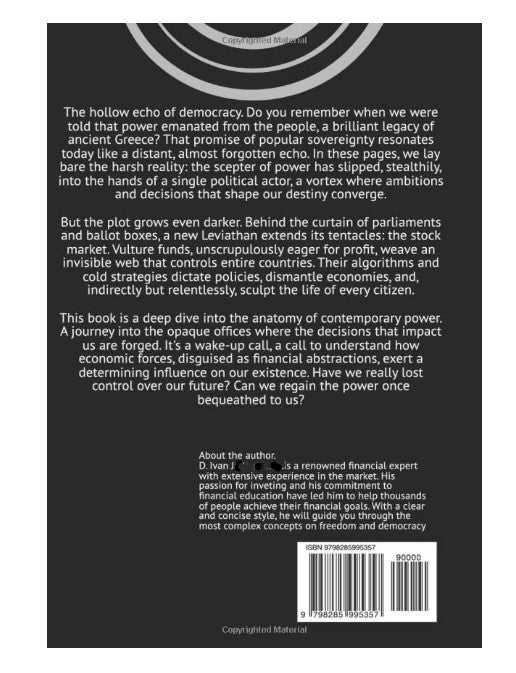 Copyrighted Material
The hollow echo of democracy. Do you remember when we were
told that power emanated from the people, a brilliant legacy of
ancient Greece? That promise of popular sovereignty resonates
today like a distant, almost forgotten echo. In these pages, we lay
bare the harsh reality: the scepter of power has slipped, stealthily,
into the hands of a single political actor, a vortex where ambitions
and decisions that shape our destiny converge.
But the plot grows even darker. Behind the curtain of parliaments
and ballot boxes, a new Leviathan extends its tentacles: the stock
market. Vulture funds, unscrupulously eager for profit, weave an
invisible web that controls entire countries. Their algorithms and
cold strategies dictate policies, dismantle economies, and,
indirectly but relentlessly, sculpt the life of every citizen.
This book is a deep dive into the anatomy of contemporary power.
A journey into the opaque offices where the decisions that impact
us are forged. It's a wake-up call, a call to understand how
economic forces, disguised as financial abstractions, exert a
determining influence on our existence. Have we really lost
control over our future? Can we regain the power once
bequeathed to us?
About the author.
D. Ivan is a renowned financial expert
with extensive experience in the market. His
passion for inveting and his commitment to
financial education have led him to help thousands
of people achieve their financial goals. With a clear
and concise style, he will guide you through the
most complex concepts on freedom and democracy
ISBN 9798285995357
90000
9 798285 995357
Copyrighted Material